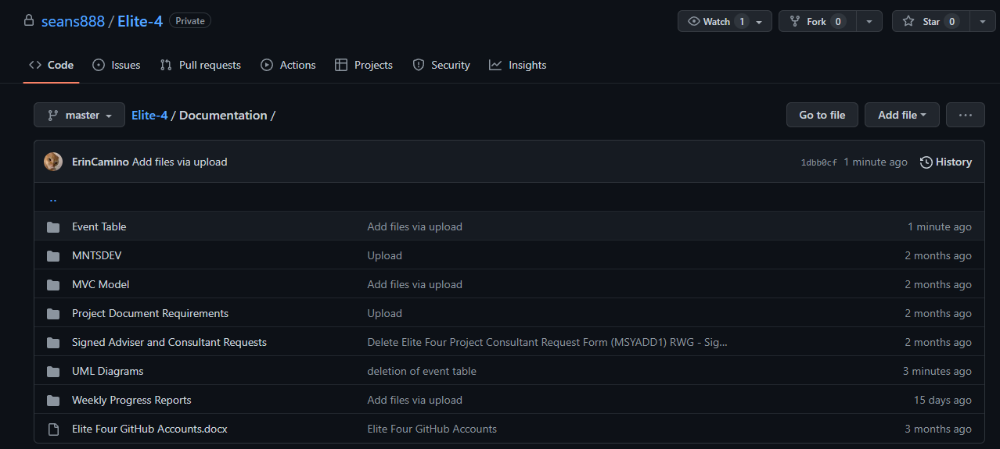 seans888 / Elite-4 Private Watch 1 Fork 0 Star 0
Code Issues Pull requests Actions Projects Security Insights
master Elite-4 / Documentation / Go to file Add file ...
ErinCamino Add files via upload 1dbb0cf 1 minute ago History
..
Event Table Add files via upload 1 minute ago
MNTSDEV Upload 2 months ago
MVC Model Add files via upload 2 months ago
Project Document Requirements Upload 2 months ago
Signed Adviser and Consultant Requests Delete Elite Four Project Consultant Request Form (MSYADD1) RWG - Sig... 2 months ago
UML Diagrams deletion of event table 3 minutes ago
Weekly Progress Reports Add files via upload 15 days ago
Elite Four GitHub Accounts.docx Elite Four GitHub Accounts 3 months ago